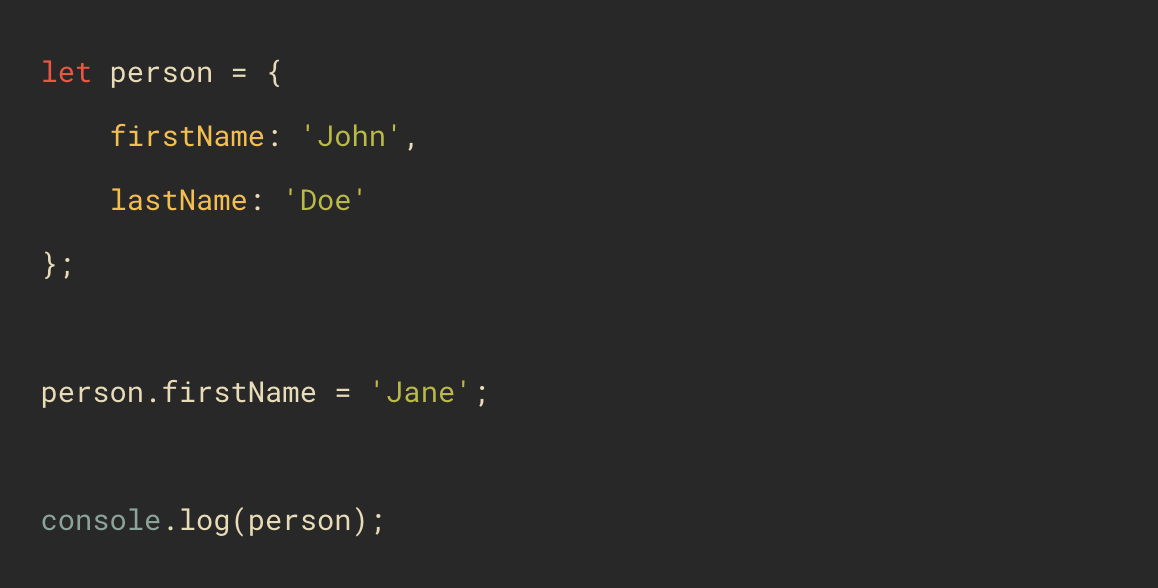 let person = {
    firstName: 'John',
    lastName: 'Doe'
};
person.firstName = 'Jane';
console.log(person);